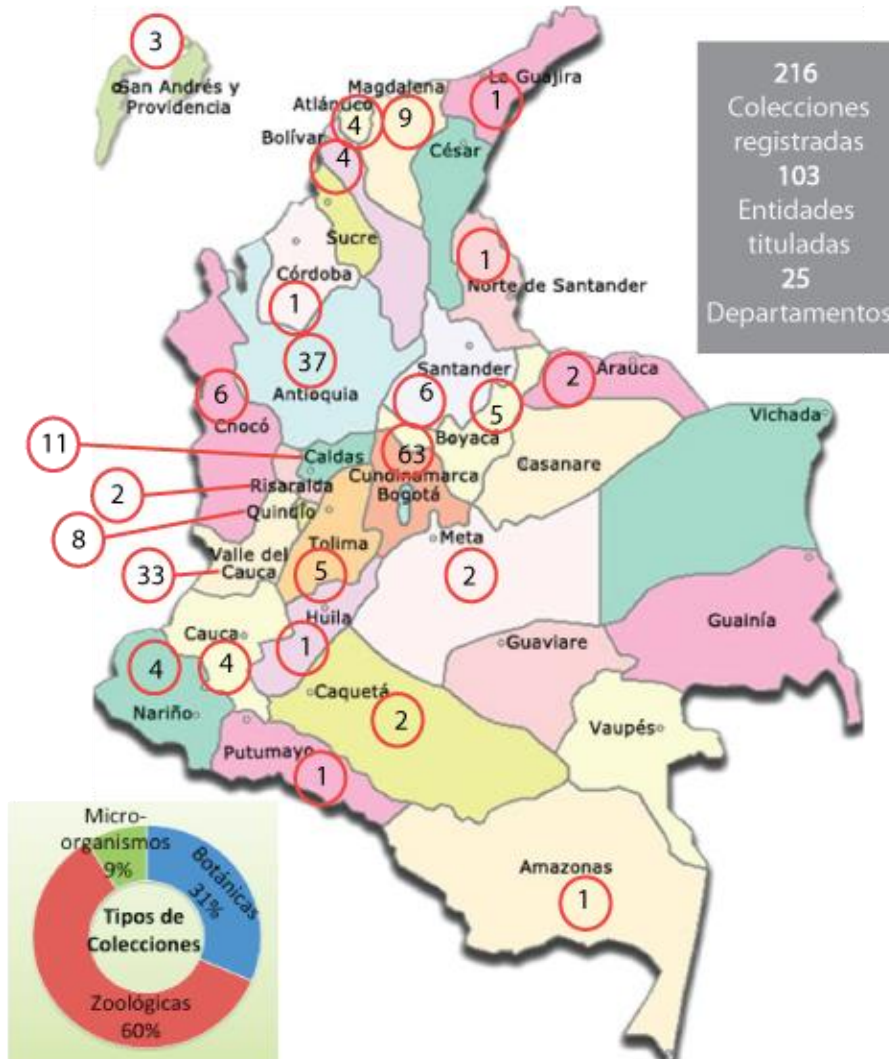 3
San Andrés y
Providencia
Magdalena
9
Atlántico
4
Bolívar
4
La Guajira
1
César
Sucre
Córdoba
1
1
Norte de Santander
37
Antioquia
Santander
6
5
Boyaca
2
Araúca
Vichada
6
Chocó
Casanare
11
Caldas
63
Cundinamarca
Bogotá
2
Risaralda
8
Quindío
33
Valle del
Cauca
Tolima
5
Meta
2
Huila
1
Guainía
Cauca
4
4
Nariño
Guaviare
Caquetá
2
Vaupés
Putumayo
1
Amazonas
1
216
Colecciones
registradas
103
Entidades
tituladas
25
Departamentos
Micro-
organismos
9%
Botánicas
31%
Tipos de
Colecciones
Zoológicas
60%